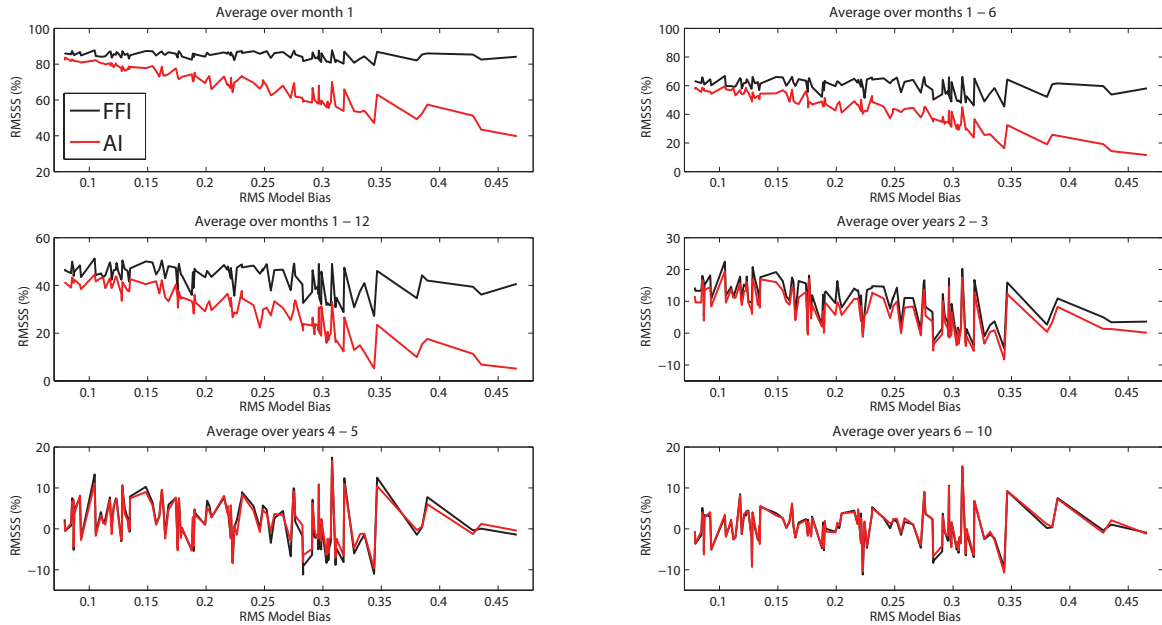 Average over month 1
RMSSS (%)
100
80
60
40
20
FFI
AI
0.1 0.15 0.2 0.25 0.3 0.35 0.4 0.45
RMS Model Bias
Average over months 1 − 6
RMSSS (%)
100
80
60
40
20
0
0.1 0.15 0.2 0.25 0.3 0.35 0.4 0.45
RMS Model Bias
Average over months 1 − 12
RMSSS (%)
60
40
20
0
0.1 0.15 0.2 0.25 0.3 0.35 0.4 0.45
RMS Model Bias
Average over years 2 − 3
RMSSS (%)
30
20
10
0
−10
0.1 0.15 0.2 0.25 0.3 0.35 0.4 0.45
RMS Model Bias
Average over years 4 − 5
RMSSS (%)
20
10
0
−10
0.1 0.15 0.2 0.25 0.3 0.35 0.4 0.45
RMS Model Bias
Average over years 6 − 10
RMSSS (%)
20
10
0
−10
0.1 0.15 0.2 0.25 0.3 0.35 0.4 0.45
RMS Model Bias